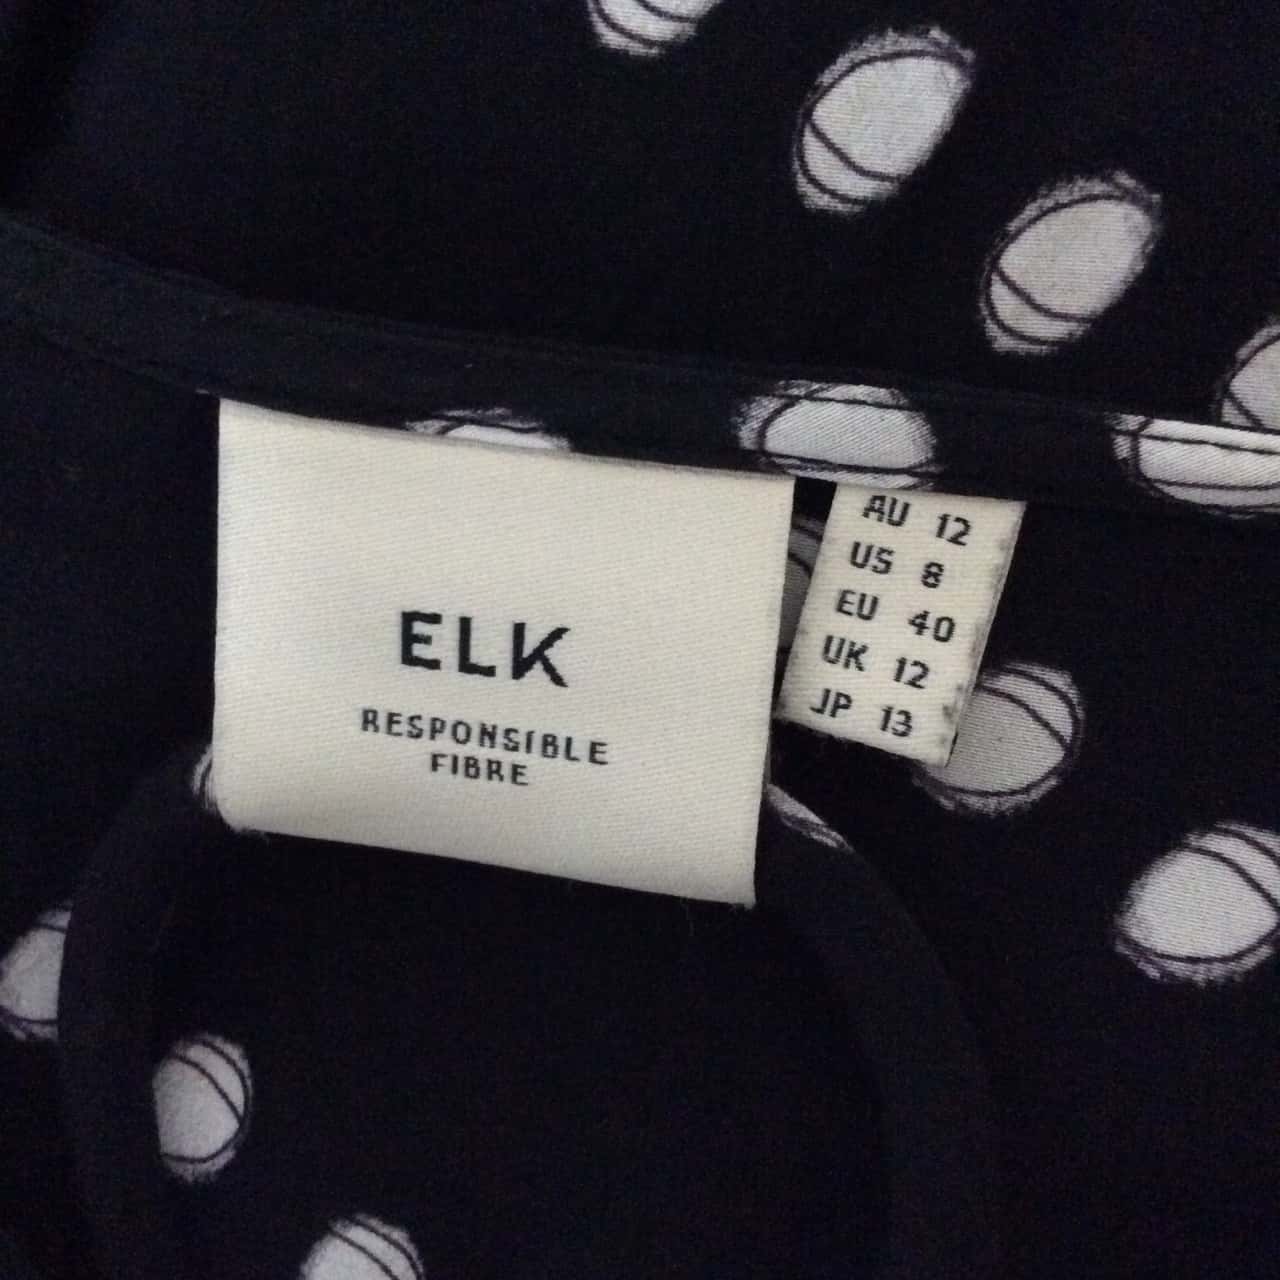 ELK
RESPONSIBLE
FIBRE
AU 12
US 8
EU 40
UK 12
JP 13